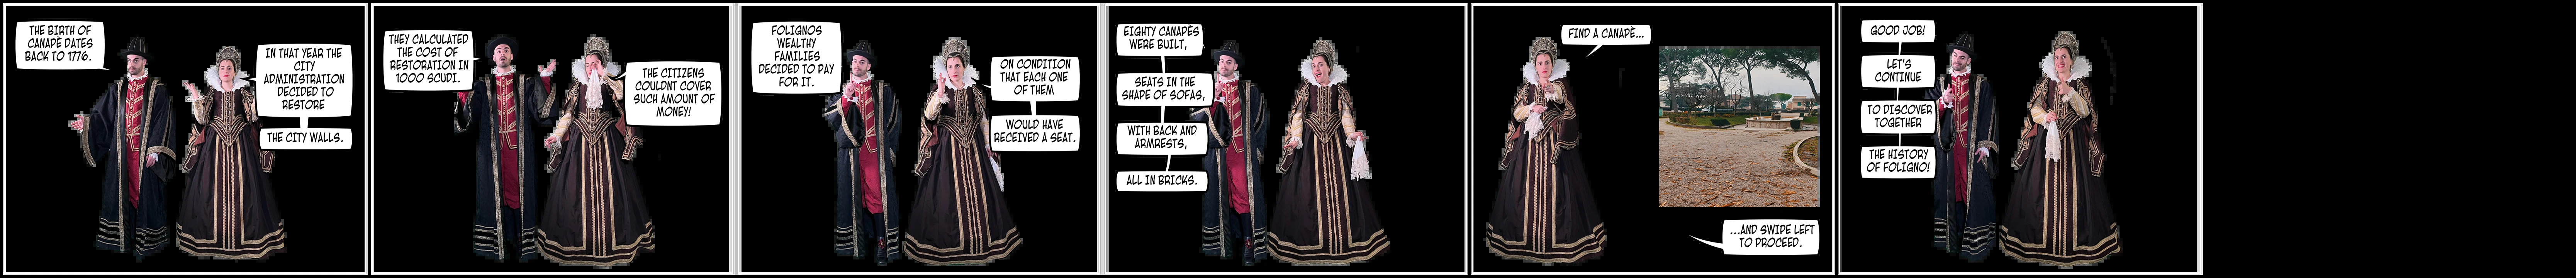 THE BIRTH OF
CANAPÈ DATES
BACK TO 1776.
IN THAT YEAR THE
CITY
ADMINISTRATION
DECIDED TO
RESTORE
THE CITY WALLS.
THEY CALCULATED
THE COST OF
RESTORATION IN
1000 SCUDI.
THE CITIZENS
COULDNT COVER
SUCH AMOUNT OF
MONEY!
FOLIGNOS
WEALTHY
FAMILIES
DECIDED TO PAY
FOR IT.
ON CONDITION
THAT EACH ONE
OF THEM
WOULD HAVE
RECEIVED A SEAT.
EIGHTY CANAPÈS
WERE BUILT,
SEATS IN THE
SHAPE OF SOFAS,
WITH BACK AND
ARMRESTS,
ALL IN BRICKS.
FIND A CANAPÈ...
...AND SWIPE LEFT
TO PROCEED.
GOOD JOB!
LET'S
CONTINUE
TO DISCOVER
TOGETHER
THE HISTORY
OF FOLIGNO!